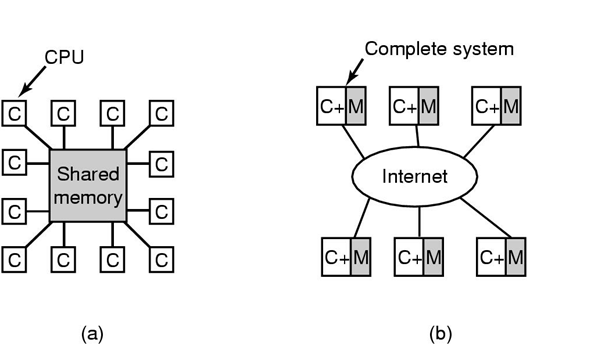 CPU
C
C
C
C
C
C
C
C
C
C
C
C
Shared
memory
(a)
Complete system
C+ M
C+ M
C+ M
Internet
C+ M
C+ M
C+ M
(b)